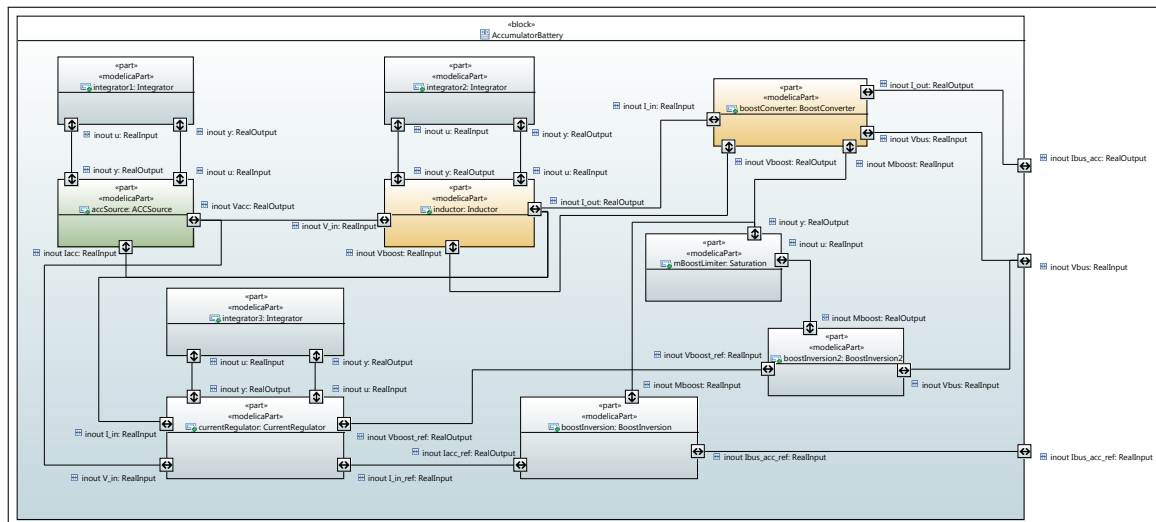 «block»
AccumulatorBattery
«part»
«modelicaPart»
integrator1: Integrator
inout u: RealInput
inout y: RealOutput
inout y: RealOutput
inout u: RealInput
«part»
«modelicaPart»
accSource: ACCSource
inout Vacc: RealOutput
inout Iacc: RealInput
«part»
«modelicaPart»
integrator2: Integrator
inout u: RealInput
inout y: RealOutput
inout y: RealOutput
inout u: RealInput
«part»
«modelicaPart»
inductor: Inductor
inout V_in: RealInput
inout Vboost: RealInput
inout I_out: RealOutput
«part»
«modelicaPart»
boostConverter: BoostConverter
inout I_in: RealInput
inout I_out: RealOutput
inout Vbus: RealInput
inout Vboost: RealOutput
inout Mboost: RealInput
inout Ibus_acc: RealOutput
inout y: RealOutput
inout u: RealInput
«part»
«modelicaPart»
mBoostLimiter: Saturation
inout Vbus: RealInput
«part»
«modelicaPart»
integrator3: Integrator
inout u: RealInput
inout y: RealOutput
inout y: RealOutput
inout u: RealInput
inout Mboost: RealOutput
«part»
«modelicaPart»
boostInversion2: BoostInversion2
inout Vboost_ref: RealInput
inout Vbus: RealInput
«part»
«modelicaPart»
currentRegulator: CurrentRegulator
inout I_in: RealInput
inout Vboost_ref: RealOutput
inout V_in: RealInput
inout I_in_ref: RealInput
inout Mboost: RealInput
«part»
«modelicaPart»
boostInversion: BoostInversion
inout Iacc_ref: RealOutput
inout Ibus_acc_ref: RealInput
inout Ibus_acc_ref: RealInput